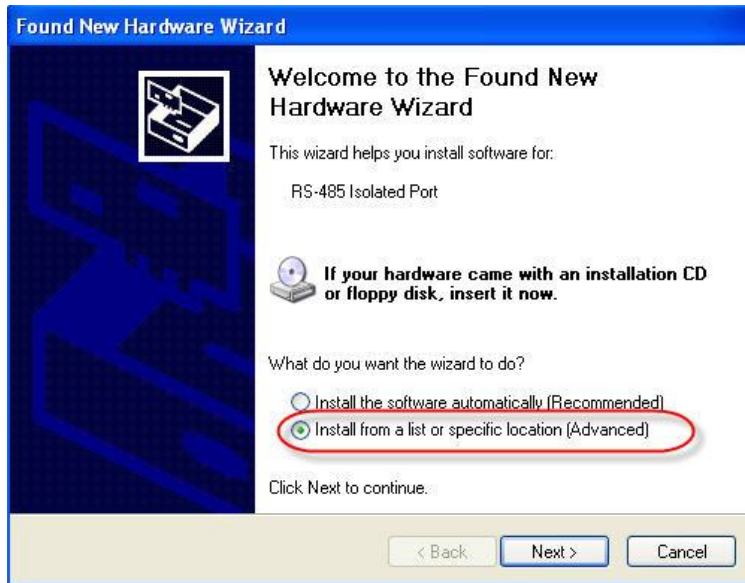 Found New Hardware Wizard
Welcome to the Found New
Hardware Wizard
This wizard helps you install software for:
RS-485 Isolated Port
If your hardware came with an installation CD
or floppy disk, insert it now.
What do you want the wizard to do?
Install the software automatically (Recommended)
Install from a list or specific location (Advanced)
Click Next to continue.
< Back
Next >
Cancel